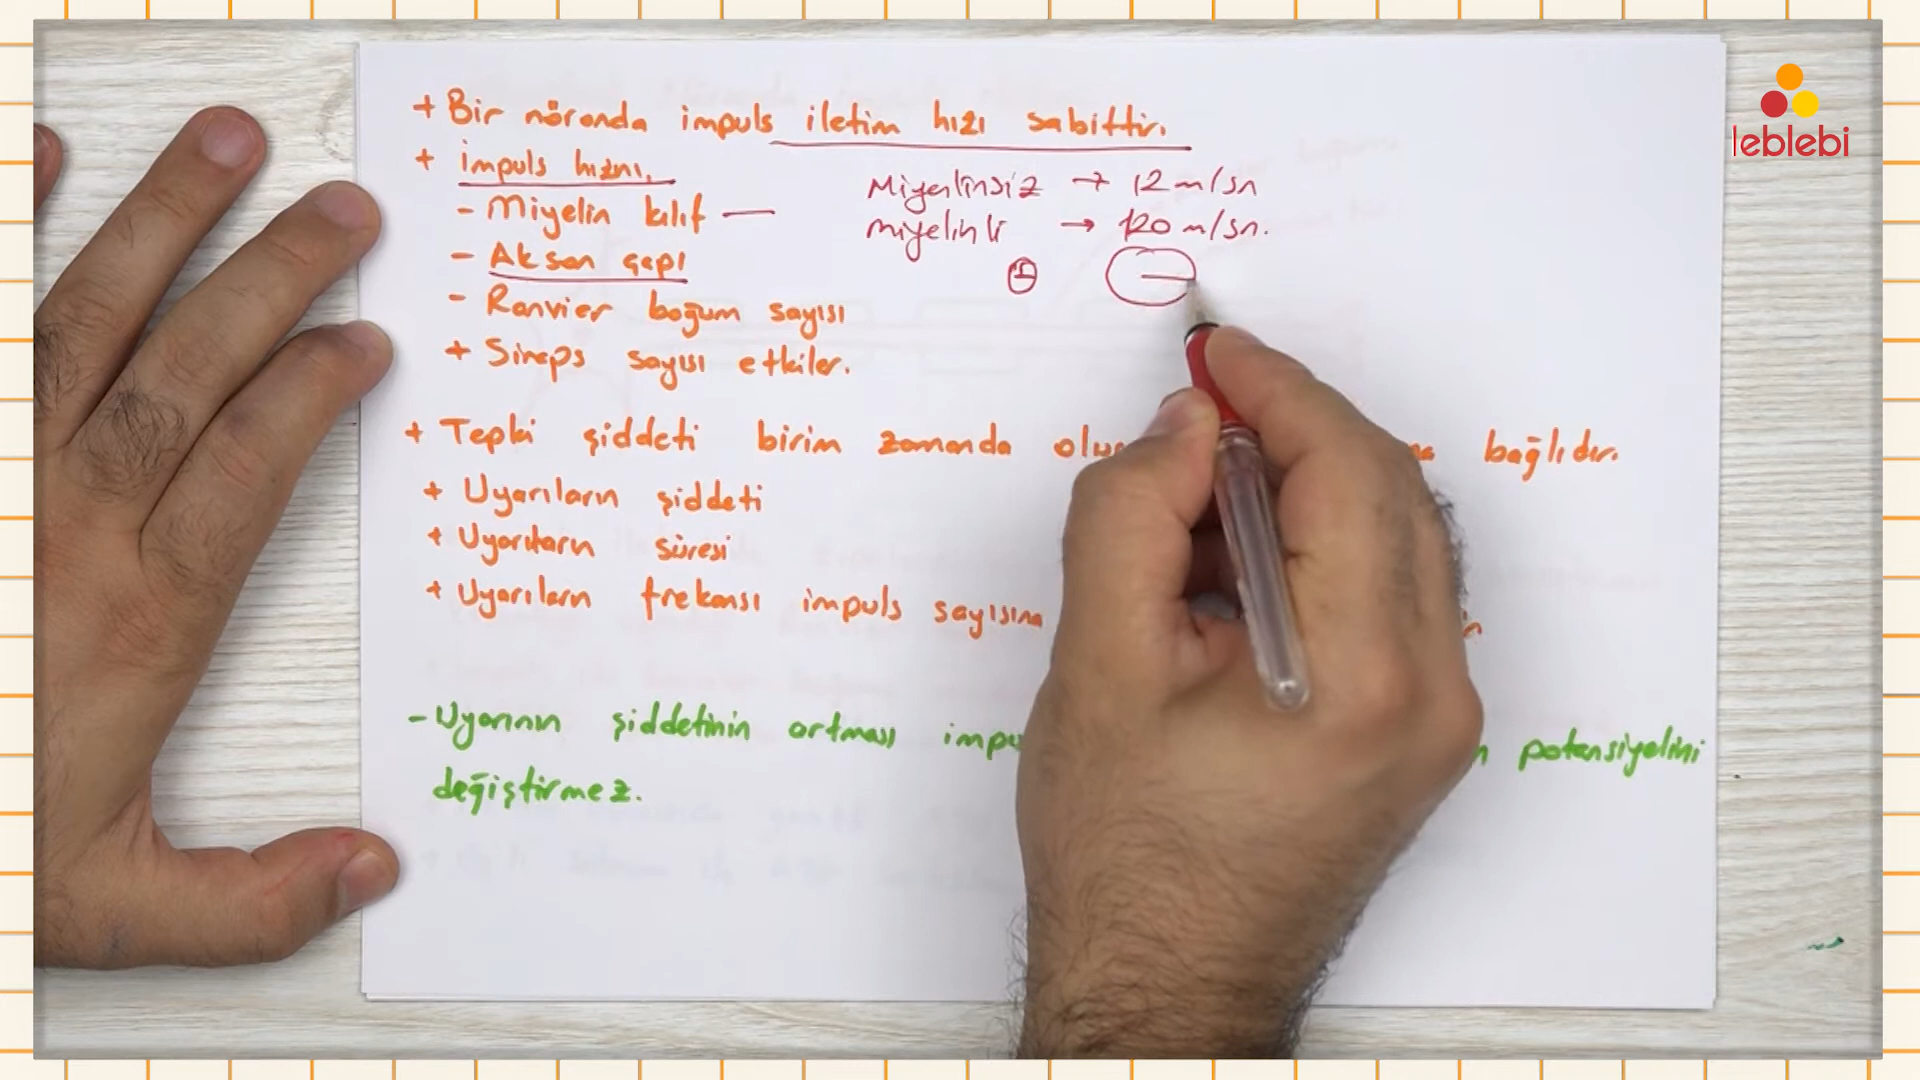 + Bir nöronda impuls iletim hızı sabittir.
+ İmpuls hızını,
- Miyelin kılıf —
Miyelinsiz → 12 m/sn
miyelinli → 120 m/sn.
- Akson çapı
- Ranvier boğum sayısı
+ Sinaps sayısı etkiler.
+ Tepki şiddeti birim zamanda bağlıdır.
+ Uyarıların şiddeti
+ Uyarıların süresi
+ Uyarıların frekansı impuls sayısına
- Uyarının şiddetinin artması potansiyelini
değiştirmez.
leblebi